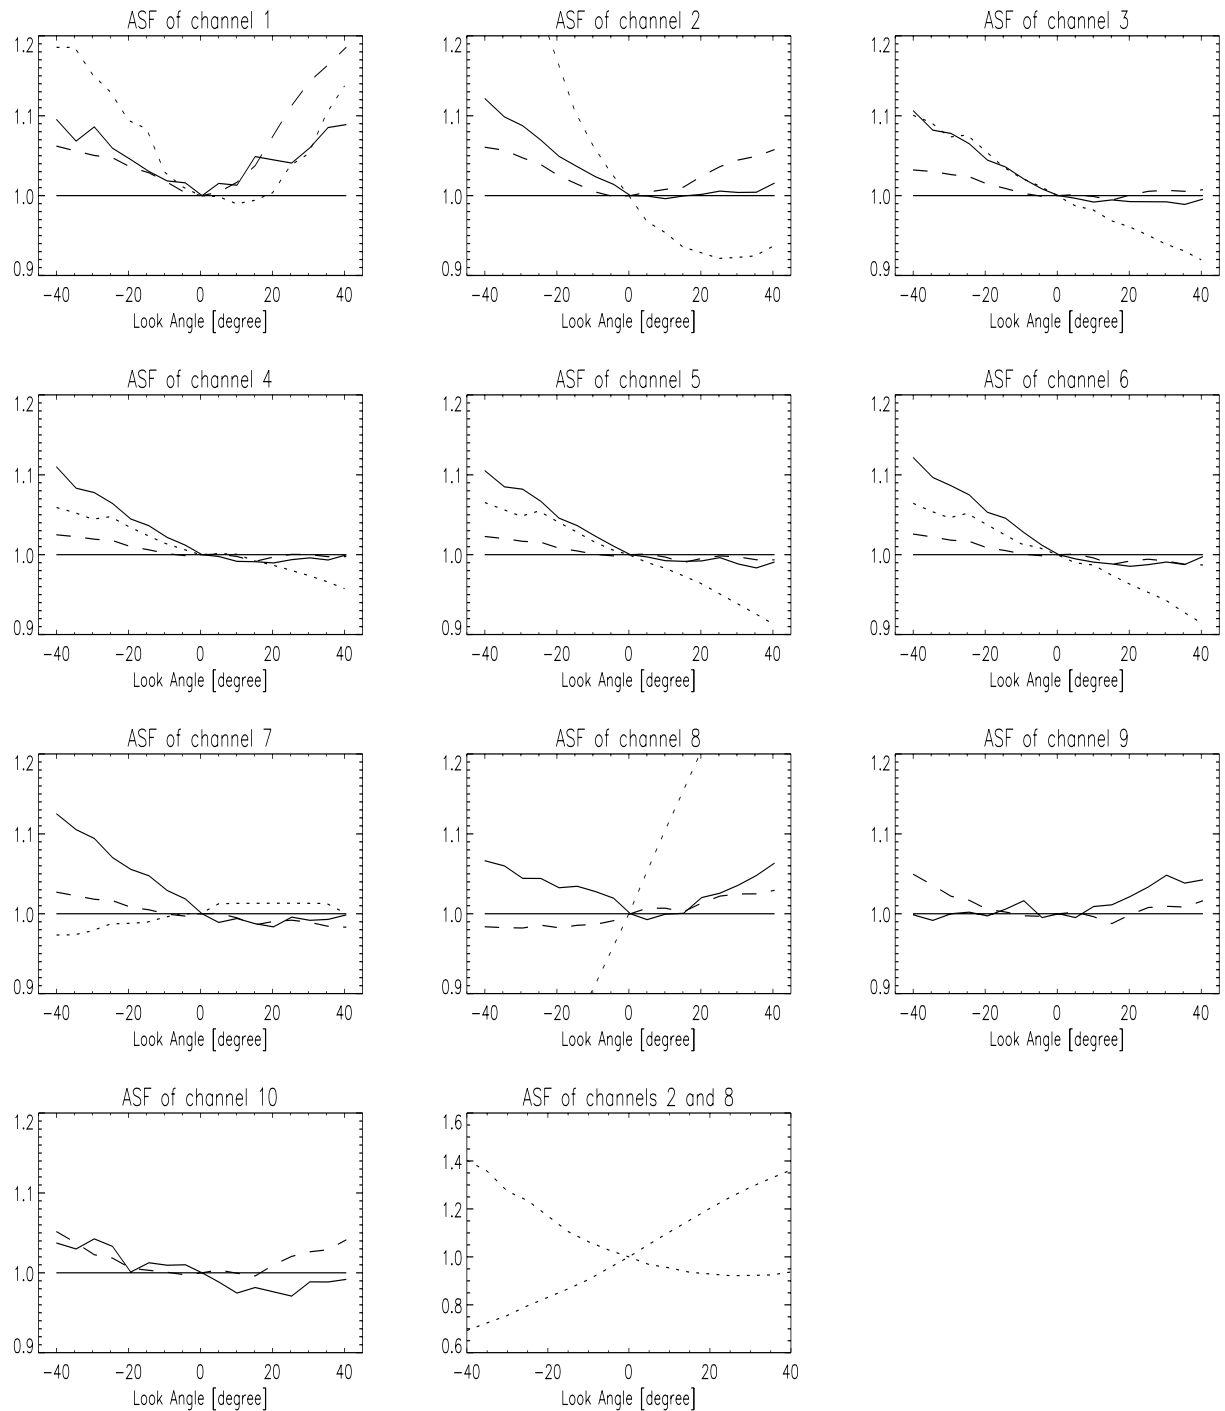 ASF of channel 1
1.2
1.1
1.0
0.9
−40 −20 0 20 40
Look Angle [degree]
ASF of channel 2
1.2
1.1
1.0
0.9
−40 −20 0 20 40
Look Angle [degree]
ASF of channel 3
1.2
1.1
1.0
0.9
−40 −20 0 20 40
Look Angle [degree]
ASF of channel 4
1.2
1.1
1.0
0.9
−40 −20 0 20 40
Look Angle [degree]
ASF of channel 5
1.2
1.1
1.0
0.9
−40 −20 0 20 40
Look Angle [degree]
ASF of channel 6
1.2
1.1
1.0
0.9
−40 −20 0 20 40
Look Angle [degree]
ASF of channel 7
1.2
1.1
1.0
0.9
−40 −20 0 20 40
Look Angle [degree]
ASF of channel 8
1.2
1.1
1.0
0.9
−40 −20 0 20 40
Look Angle [degree]
ASF of channel 9
1.2
1.1
1.0
0.9
−40 −20 0 20 40
Look Angle [degree]
ASF of channel 10
1.2
1.1
1.0
0.9
−40 −20 0 20 40
Look Angle [degree]
ASF of channels 2 and 8
1.6
1.4
1.2
1.0
0.8
0.6
−40 −20 0 20 40
Look Angle [degree]